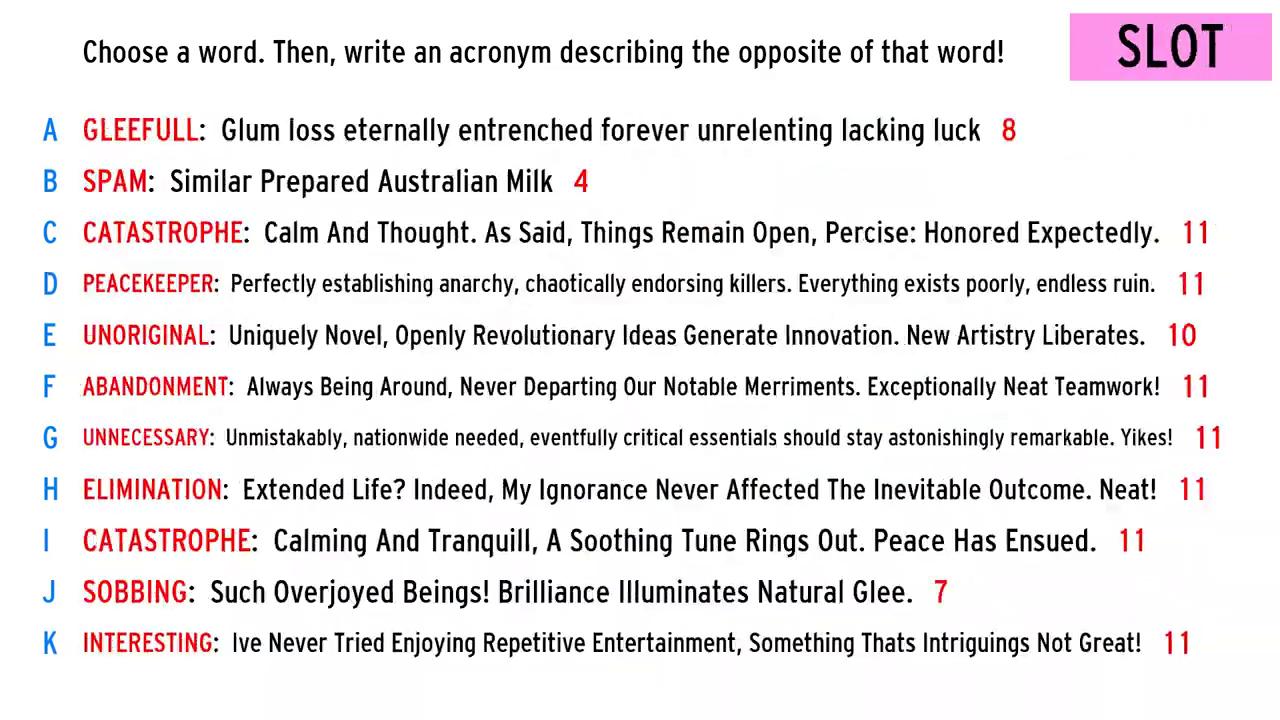 Choose a word. Then, write an acronym describing the opposite of that word!
SLOT
A GLEEFULL: Glum loss eternally entrenched forever unrelenting lacking luck 8
B SPAM: Similar Prepared Australian Milk 4
C CATASTROPHE: Calm And Thought. As Said, Things Remain Open, Percise: Honored Expectedly. 11
D PEACEKEEPER: Perfectly establishing anarchy, chaotically endorsing killers. Everything exists poorly, endless ruin. 11
E UNORIGINAL: Uniquely Novel, Openly Revolutionary Ideas Generate Innovation. New Artistry Liberates. 10
F ABANDONMENT: Always Being Around, Never Departing Our Notable Merriments. Exceptionally Neat Teamwork! 11
G UNNECESSARY: Unmistakably, nationwide needed, eventfully critical essentials should stay astonishingly remarkable. Yikes! 11
H ELIMINATION: Extended Life? Indeed, My Ignorance Never Affected The Inevitable Outcome. Neat! 11
I CATASTROPHE: Calming And Tranquill, A Soothing Tune Rings Out. Peace Has Ensued. 11
J SOBBING: Such Overjoyed Beings! Brilliance Illuminates Natural Glee. 7
K INTERESTING: Ive Never Tried Enjoying Repetitive Entertainment, Something Thats Intriguings Not Great! 11